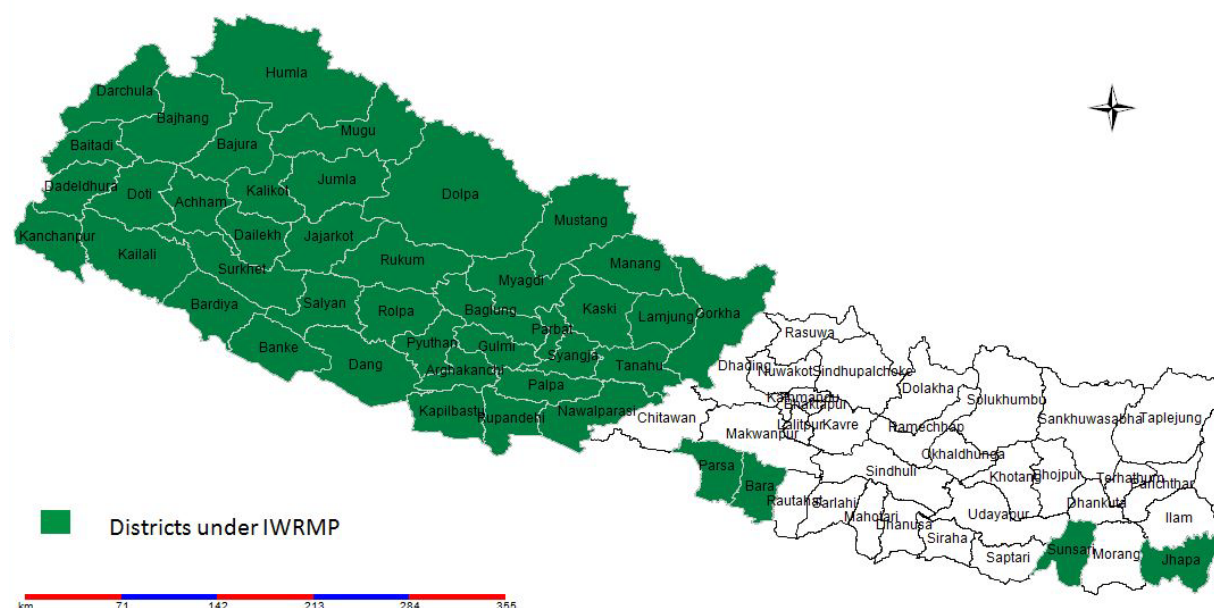 Humla
Darchula
Bajhang
Mugu
Baitadi
Bajura
Jumla
Dadeldhura
Doti
Kalikot
Achham
Dolpa
Mustang
Kanchanpur
Dailekh
Jajarkot
Kailali
Rukum
Manang
Surkhet
Myagdi
Bardiya
Salyan
Rolpa
Baglung
Kaski
Lamjung
Gorkha
Parbat
Rasuwa
Banke
Pyuthan
Gulmi
Syangja
Dang
Arghakhanchi
Tanahu
Dhading
Nuwakot
Sindhupalchoke
Palpa
Dolakha
Kapilbastu
Rupandehi
Nawalparasi
Kathmandu
Bhaktapur
Solukhumbu
Chitawan
Lalitpur
Kavre
Sankhuwasabha
Taplejung
Makwanpur
Ramechhap
Okhaldhunga
Parsa
Sindhuli
Khotang
Bhojpur
Terhathum
Panchthar
Bara
Rautahat
Sarlahi
Dhankuta
Mahotari
Udayapur
Ilam
Dhanusa
Siraha
Saptari
Sunsari
Morang
Jhapa
Districts under IWRMP
km 71 142 213 284 355